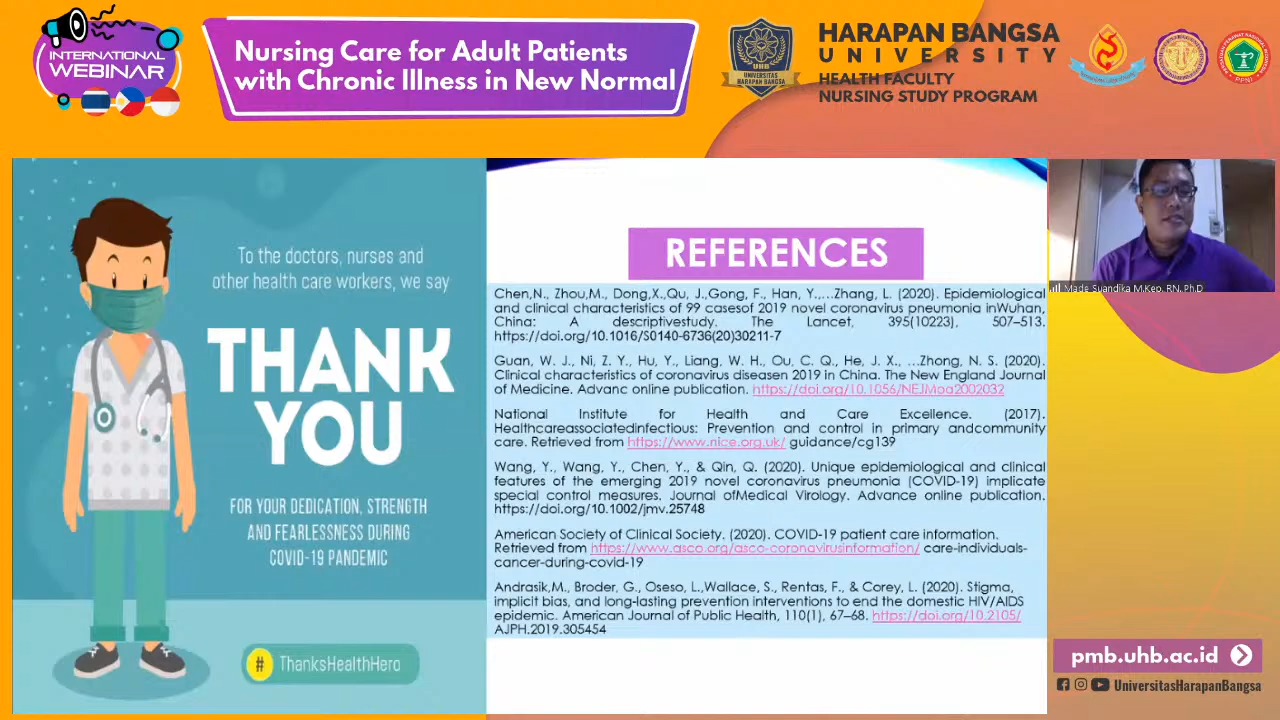 INTERNATIONAL
WEBINAR
Nursing Care for Adult Patients
with Chronic Illness in New Normal
UHB
UNIVERSITAS
HARAPAN BANGSA
HARAPAN BANGSA
UNIVERSITY
HEALTH FACULTY
NURSING STUDY PROGRAM
PPNI
To the doctors, nurses and
other health care workers, we say
THANK
YOU
FOR YOUR DEDICATION, STRENGTH
AND FEARLESSNESS DURING
COVID-19 PANDEMIC
# ThanksHealthHero
REFERENCES
Chen,N., Zhou,M., Dong,X.,Qu, J.,Gong, F., Han, Y.,...Zhang, L. (2020). Epidemiological
and clinical characteristics of 99 casesof 2019 novel coronavirus pneumonia inWuhan,
China: A descriptivestudy. The Lancet, 395(10223), 507–513.
https://doi.org/10.1016/S0140-6736(20)30211-7
Guan, W. J., Ni, Z. Y., Hu, Y., Liang, W. H., Ou, C. Q., He, J. X., ...Zhong, N. S. (2020).
Clinical characteristics of coronavirus diseasen 2019 in China. The New England Journal
of Medicine. Advanc online publication. https://doi.org/10.1056/NEJMoa2002032
National Institute for Health and Care Excellence. (2017).
Healthcareassociatedinfectious: Prevention and control in primary andcommunity
care. Retrieved from https://www.nice.org.uk/ guidance/cg139
Wang, Y., Wang, Y., Chen, Y., & Qin, Q. (2020). Unique epidemiological and clinical
features of the emerging 2019 novel coronavirus pneumonia (COVID-19) implicate
special control measures. Journal ofMedical Virology. Advance online publication.
https://doi.org/10.1002/jmv.25748
American Society of Clinical Society. (2020). COVID-19 patient care information.
Retrieved from https://www.asco.org/asco-coronavirusinformation/ care-individuals-
cancer-during-covid-19
Andrasik,M., Broder, G., Oseso, L.,Wallace, S., Rentas, F., & Corey, L. (2020). Stigma,
implicit bias, and long-lasting prevention interventions to end the domestic HIV/AIDS
epidemic. American Journal of Public Health, 110(1), 67–68. https://doi.org/10.2105/
AJPH.2019.305454
Made Suandika M.Kep, RN, Ph.D
pmb.uhb.ac.id
UniversitasHarapanBangsa